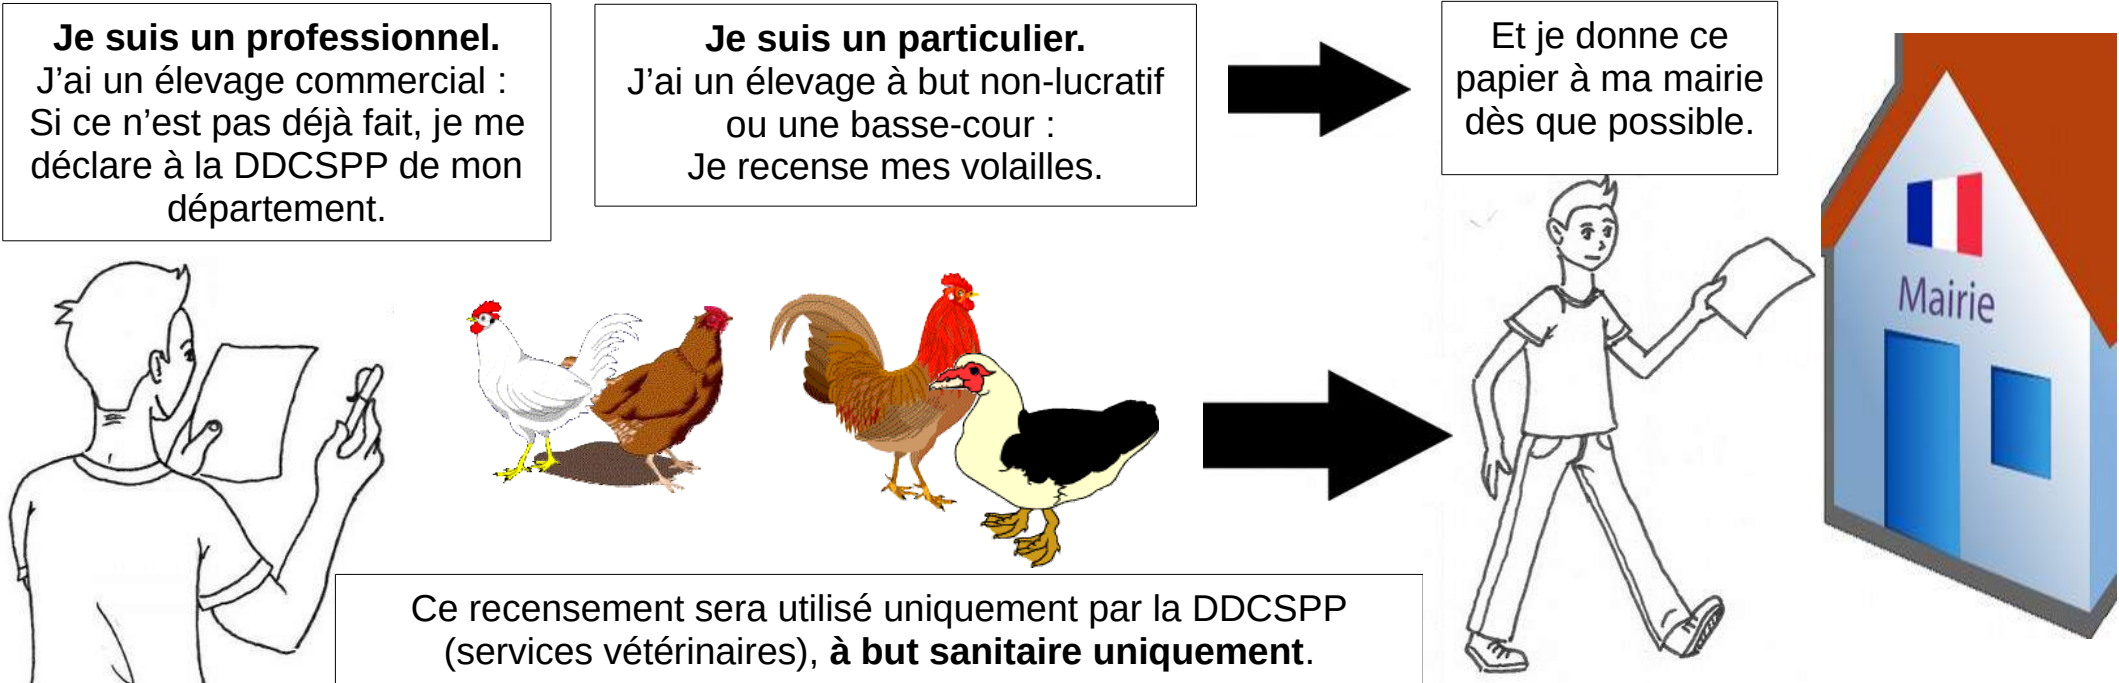 Je suis un professionnel.
J’ai un élevage commercial :
Si ce n’est pas déjà fait, je me
déclare à la DDCSPP de mon
département.
Je suis un particulier.
J’ai un élevage à but non-lucratif
ou une basse-cour :
Je recense mes volailles.
Et je donne ce
papier à ma mairie
dès que possible.
Mairie
Ce recensement sera utilisé uniquement par la DDCSPP
(services vétérinaires), à but sanitaire uniquement.